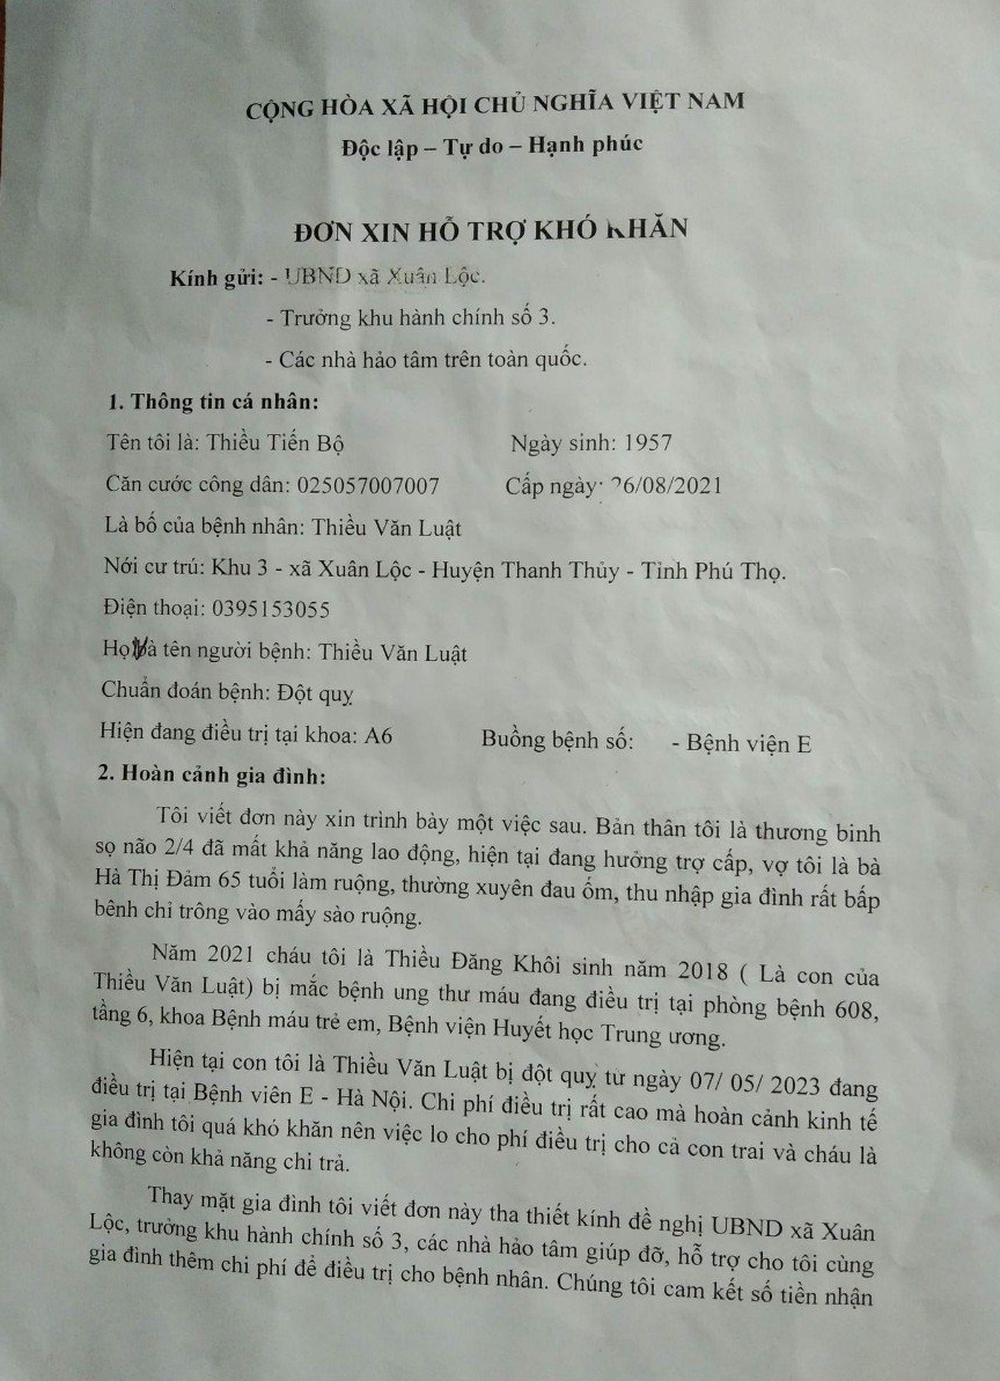 CỘNG HÒA XÃ HỘI CHỦ NGHĨA VIỆT NAM
Độc lập – Tự do – Hạnh phúc
ĐƠN XIN HỖ TRỢ KHÓ KHĂN
Kính gửi: - UBND xã Xuân Lộc.
- Trưởng khu hành chính số 3.
- Các nhà hảo tâm trên toàn quốc.
1. Thông tin cá nhân:
Tên tôi là: Thiều Tiến Bộ Ngày sinh: 1957
Căn cước công dân: 025057007007 Cấp ngày: 26/08/2021
Là bố của bệnh nhân: Thiều Văn Luật
Nới cư trú: Khu 3 - xã Xuân Lộc - Huyện Thanh Thủy - Tỉnh Phú Thọ.
Điện thoại: 0395153055
Họ Và tên người bệnh: Thiều Văn Luật
Chuẩn đoán bệnh: Đột quỵ
Hiện đang điều trị tại khoa: A6 Buồng bệnh số: - Bệnh viện E
2. Hoàn cảnh gia đình:
Tôi viết đơn này xin trình bày một việc sau. Bản thân tôi là thương binh
sọ não 2/4 đã mất khả năng lao động, hiện tại đang hưởng trợ cấp, vợ tôi là bà
Hà Thị Đảm 65 tuổi làm ruộng, thường xuyên đau ốm, thu nhập gia đình rất bấp
bênh chỉ trông vào mấy sào ruộng.
Năm 2021 cháu tôi là Thiều Đăng Khôi sinh năm 2018 ( Là con của
Thiều Văn Luật) bị mắc bệnh ung thư máu đang điều trị tại phòng bệnh 608,
tầng 6, khoa Bệnh máu trẻ em, Bệnh viện Huyết học Trung ương.
Hiện tại con tôi là Thiều Văn Luật bị đột quỵ từ ngày 07/ 05/ 2023 đang
điều trị tại Bệnh viên E - Hà Nội. Chi phí điều trị rất cao mà hoàn cảnh kinh tế
gia đình tôi quá khó khăn nên việc lo cho phí điều trị cho cả con trai và cháu là
không còn khả năng chi trả.
Thay mặt gia đình tôi viết đơn này tha thiết kính đề nghị UBND xã Xuân
Lộc, trưởng khu hành chính số 3, các nhà hảo tâm giúp đỡ, hỗ trợ cho tôi cùng
gia đình thêm chi phí để điều trị cho bệnh nhân. Chúng tôi cam kết số tiền nhận